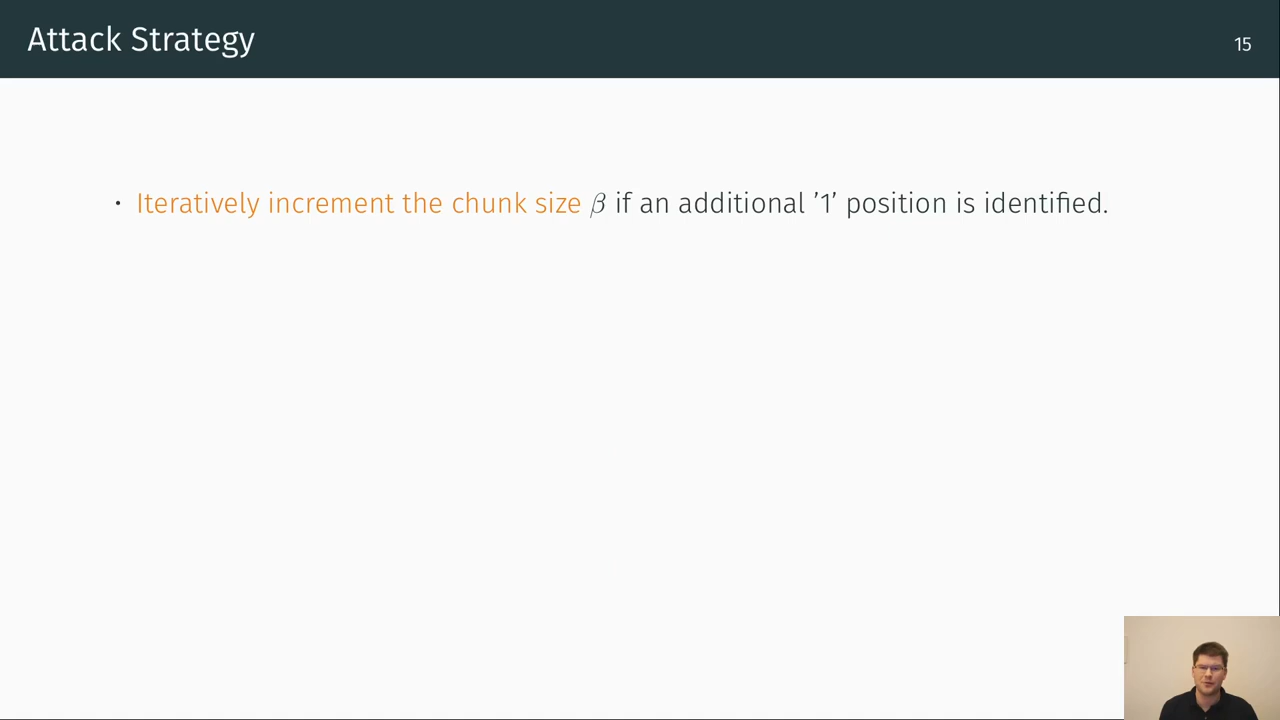 Attack Strategy
15
• Iteratively increment the chunk size β if an additional ’1’ position is identified.